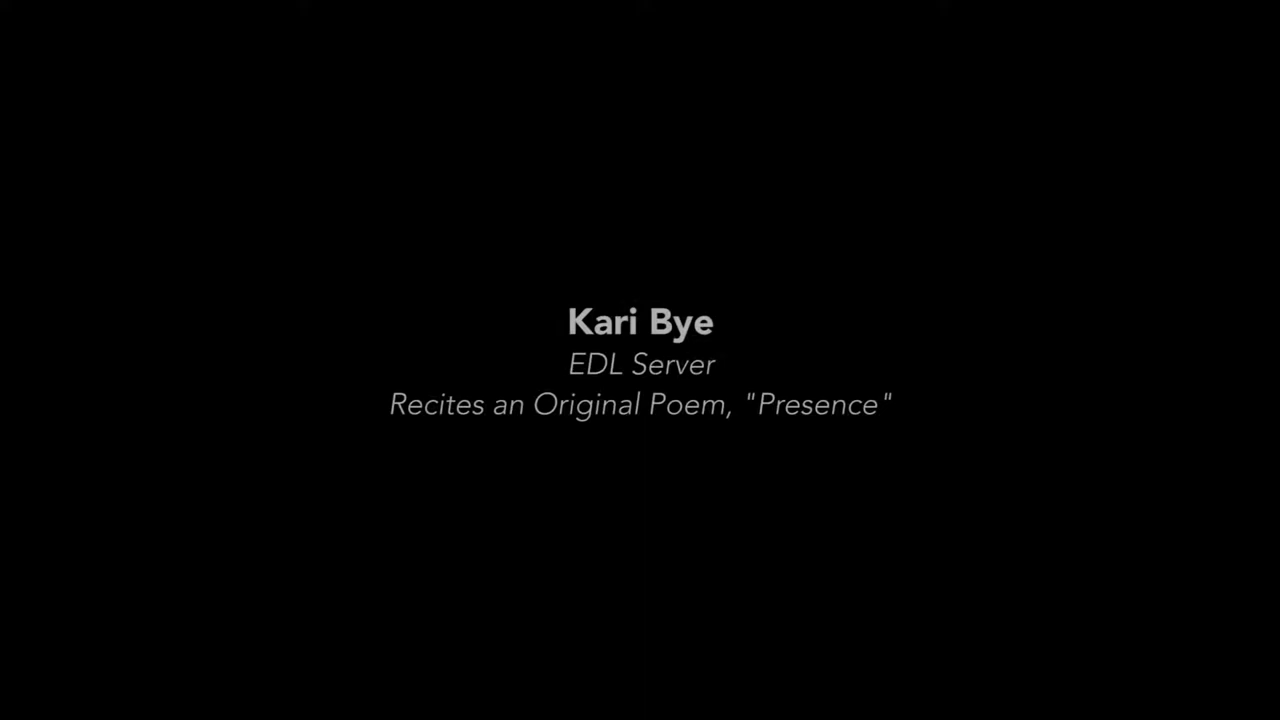 Kari Bye
EDL Server
Recites an Original Poem, "Presence"